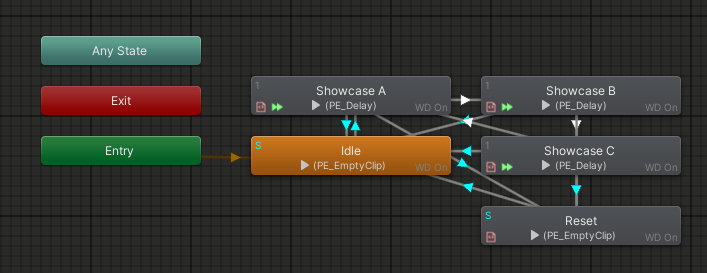 Any State
Exit
Entry
1
Showcase A
(PE_Delay)
WD On
1
Showcase B
(PE_Delay)
WD On
S
Idle
(PE_EmptyClip)
WD On
1
Showcase C
(PE_Delay)
WD On
S
Reset
(PE_EmptyClip)
WD On